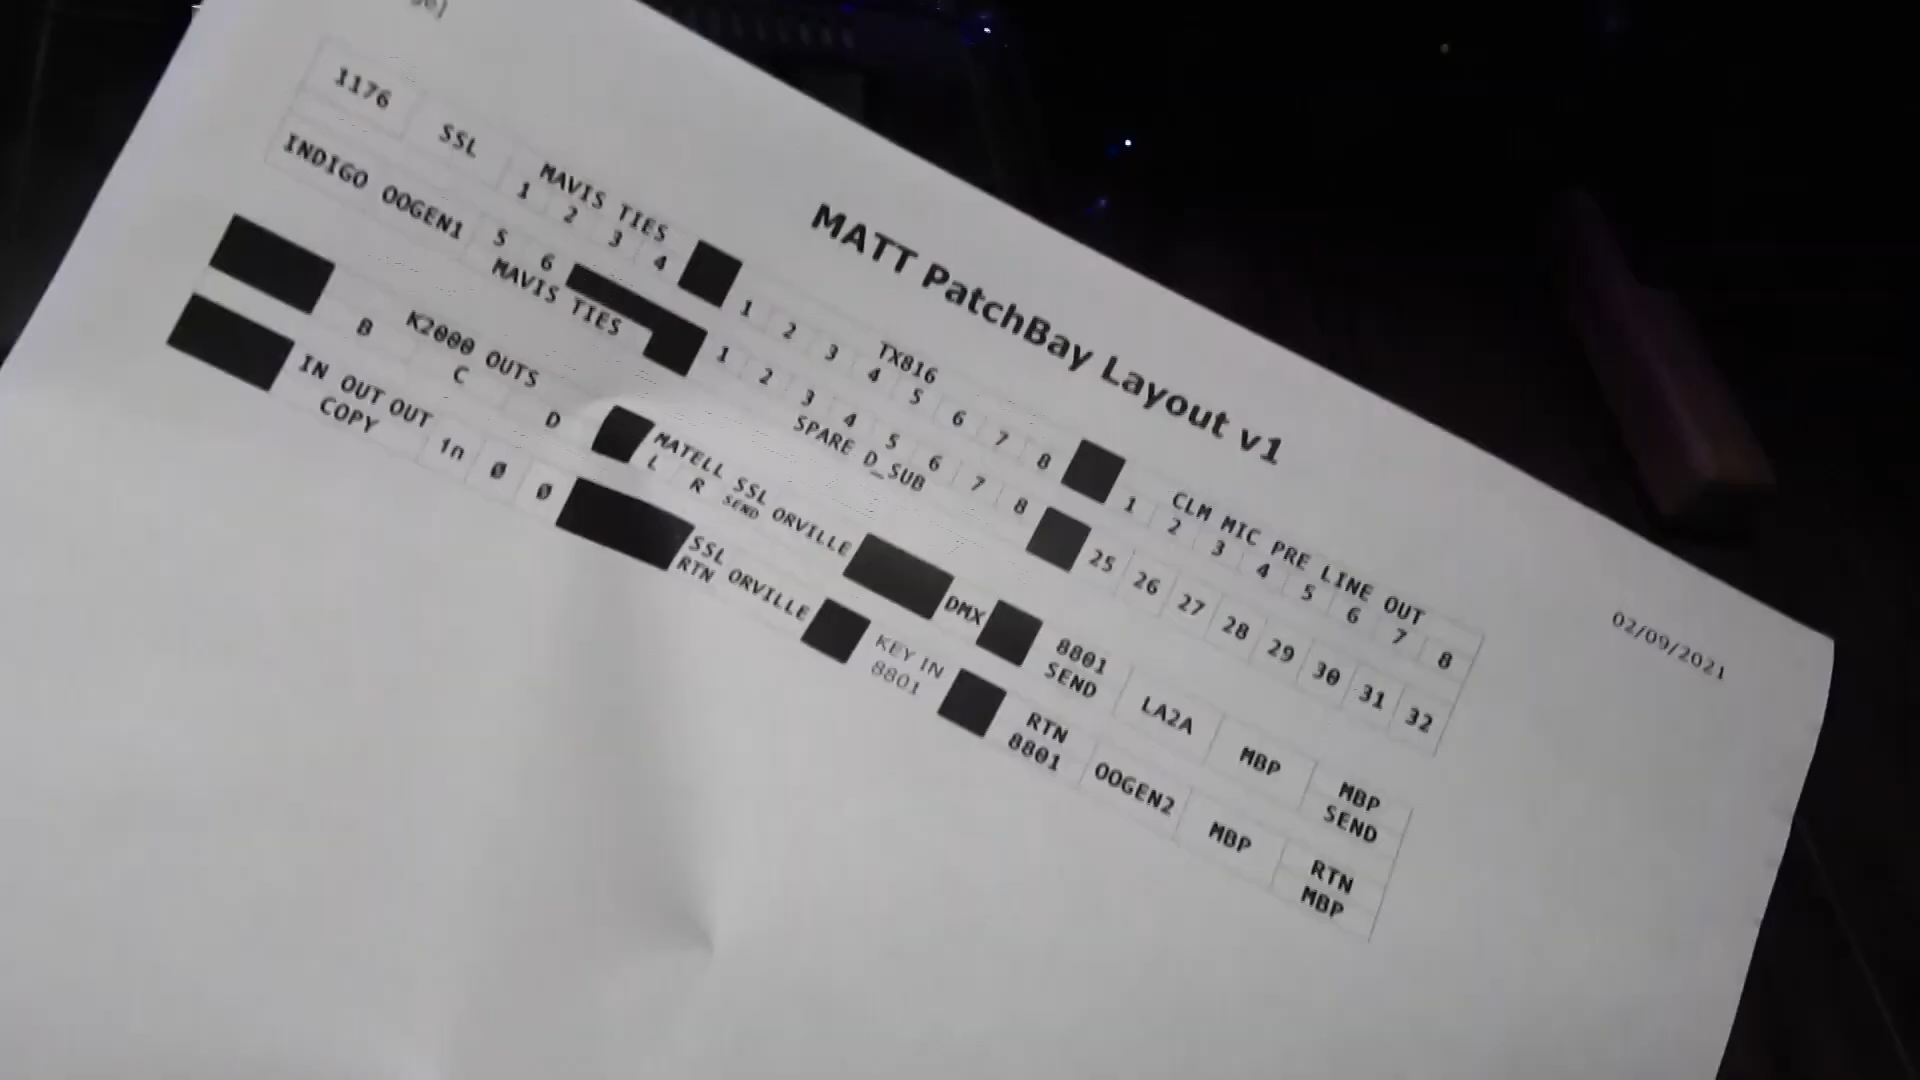 MATT PatchBay Layout v1
02/09/2021
1176 SSL MAVIS TIES TX816 CLM MIC PRE LINE OUT
1 2 3 4 1 2 3 4 5 6 7 8 1 2 3 4 5 6 7 8
INDIGO OOGEN1 5 6 1 2 3 4 5 6 7 8 25 26 27 28 29 30 31 32
MAVIS TIES SPARE D_SUB
K2000 OUTS MATELL SSL ORVILLE DMX 8801 LA2A MBP MBP
B C D L R SEND SEND SEND
IN OUT OUT 1n 0 0 SSL ORVILLE KEY IN RTN OOGEN2 MBP RTN
COPY RTN 8801 8801 MBP